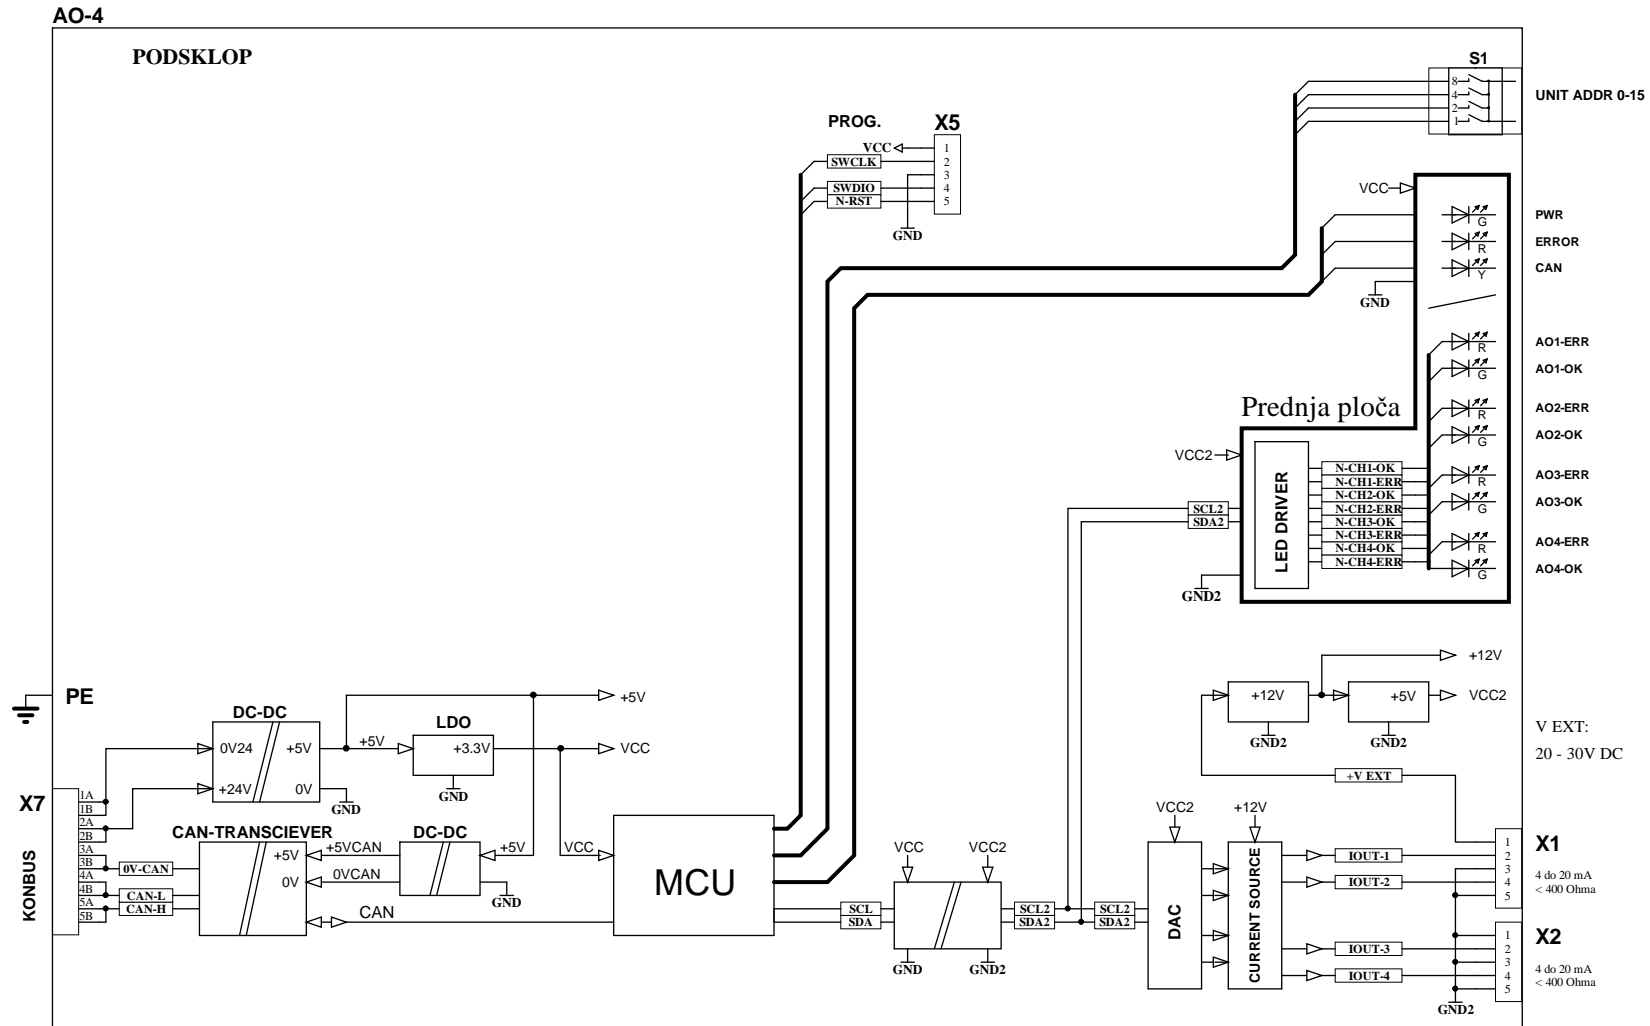 AO-4
PODSKLOP
S1
8
4
2
1
UNIT ADDR 0-15
PROG.
X5
VCC
1
SWCLK
2
3
SWDIO
4
N-RST
5
GND
VCC
G
PWR
R
ERROR
Y
CAN
GND
R
AO1-ERR
G
AO1-OK
Prednja ploča
R
AO2-ERR
G
AO2-OK
VCC2
LED DRIVER
N-CH1-OK
N-CH1-ERR
N-CH2-OK
N-CH2-ERR
N-CH3-OK
N-CH3-ERR
N-CH4-OK
N-CH4-ERR
R
AO3-ERR
G
AO3-OK
SCL2
SDA2
R
AO4-ERR
G
AO4-OK
GND2
+12V
+12V
+5V
VCC2
GND2
GND2
V EXT:
20 - 30V DC
+V EXT
PE
DC-DC
0V24
+5V
+24V
0V
GND
+5V
LDO
+3.3V
GND
+5V
VCC
X7
KONBUS
1A
1B
2A
2B
3A
3B
4A
4B
5A
5B
0V-CAN
CAN-L
CAN-H
CAN-TRANSCIEVER
+5V
0V
+5VCAN
0VCAN
CAN
DC-DC
+5V
GND
VCC
MCU
SCL
SDA
VCC
VCC2
GND
GND2
SCL2
SDA2
SCL2
SDA2
VCC2
DAC
+12V
CURRENT SOURCE
IOUT-1
IOUT-2
IOUT-3
IOUT-4
1
2
3
4
5
X1
4 do 20 mA
< 400 Ohma
1
2
3
4
5
X2
4 do 20 mA
< 400 Ohma
GND2